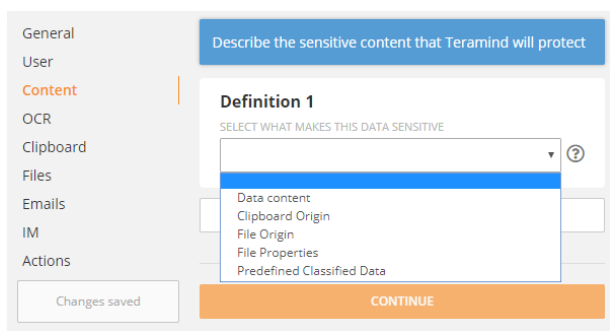 General
User
Content
OCR
Clipboard
Files
Emails
IM
Actions
Changes saved
Describe the sensitive content that Teramind will protect
Definition 1
SELECT WHAT MAKES THIS DATA SENSITIVE
Data content
Clipboard Origin
File Origin
File Properties
Predefined Classified Data
CONTINUE